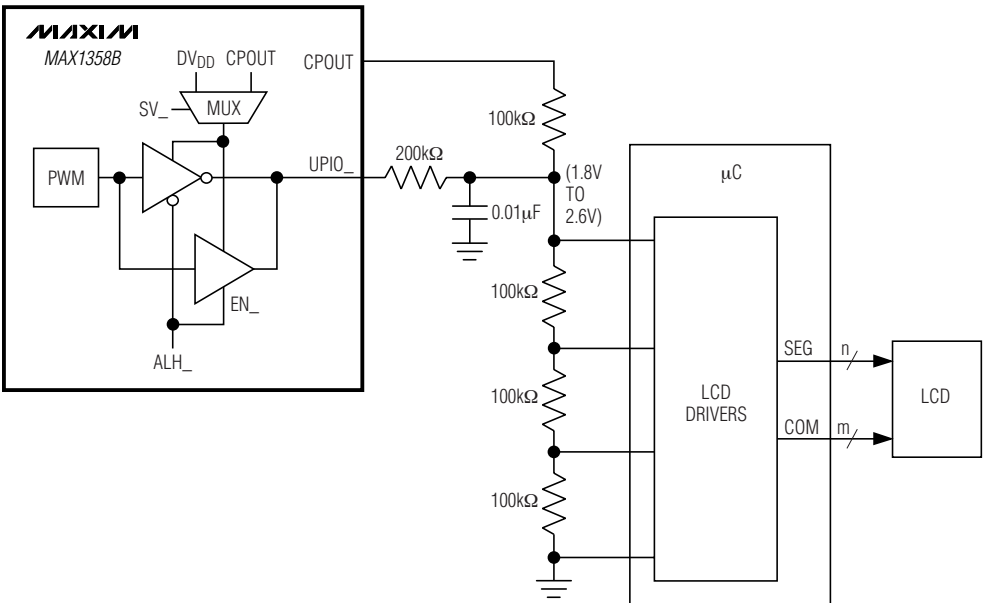 MAXIM
MAX1358B
DVDD CPOUT
CPOUT
SV_
MUX
PWM
UPIO_
EN_
ALH_
200kΩ
0.01µF
100kΩ
(1.8V
TO
2.6V)
100kΩ
100kΩ
100kΩ
µC
LCD
DRIVERS
SEG n
COM m
LCD